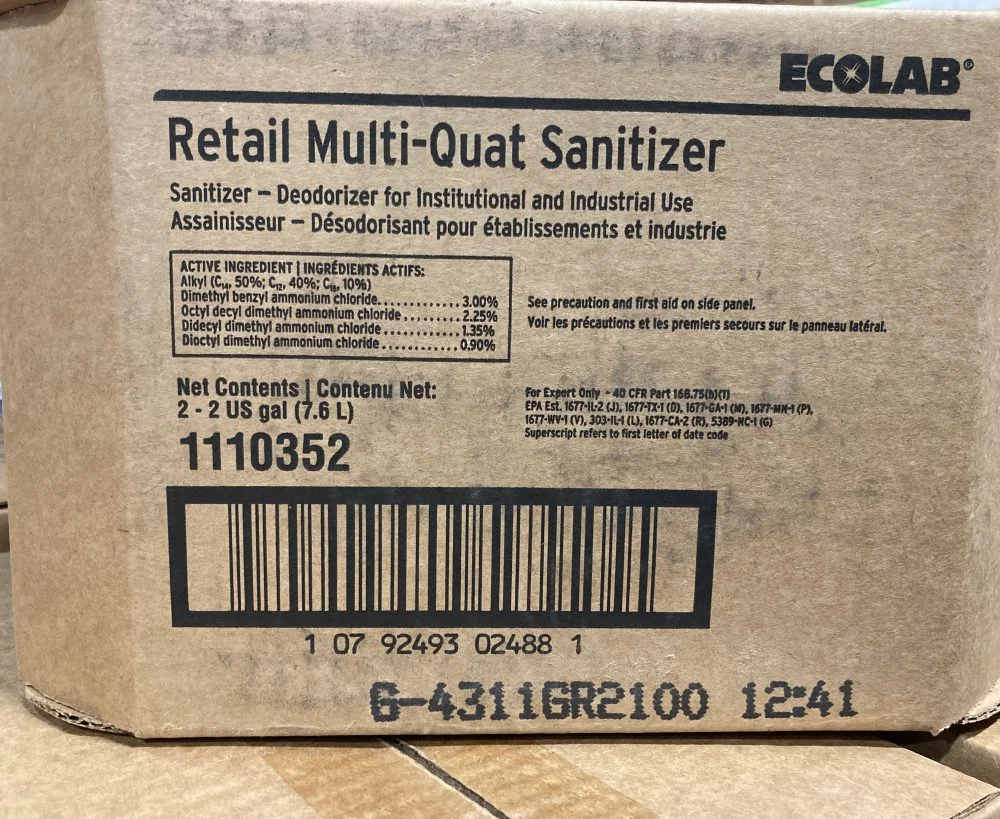 ECOLAB®
Retail Multi-Quat Sanitizer
Sanitizer – Deodorizer for Institutional and Industrial Use
Assainisseur – Désodorisant pour établissements et industrie
ACTIVE INGREDIENT | INGRÉDIENTS ACTIFS:
Alkyl (C₁₄, 50%; C₁₂, 40%; C₁₆, 10%)
Dimethyl benzyl ammonium chloride.............3.00%
Octyl decyl dimethyl ammonium chloride.........2.25%
Didecyl dimethyl ammonium chloride............1.35%
Dioctyl dimethyl ammonium chloride............0.90%
See precaution and first aid on side panel.
Voir les précautions et les premiers secours sur le panneau latéral.
Net Contents | Contenu Net:
2 - 2 US gal (7.6 L)
1110352
For Export Only - 40 CFR Part 168.75(b)(1)
EPA Est. 1677-IL-2 (J), 1677-TX-1 (D), 1677-GA-1 (M), 1677-MN-1 (P),
1677-WV-1 (V), 303-IL-1 (L), 1677-CA-2 (R), 5389-NC-1 (G)
Superscript refers to first letter of date code
1 07 92493 02488 1
G-4311GR2100 12:41